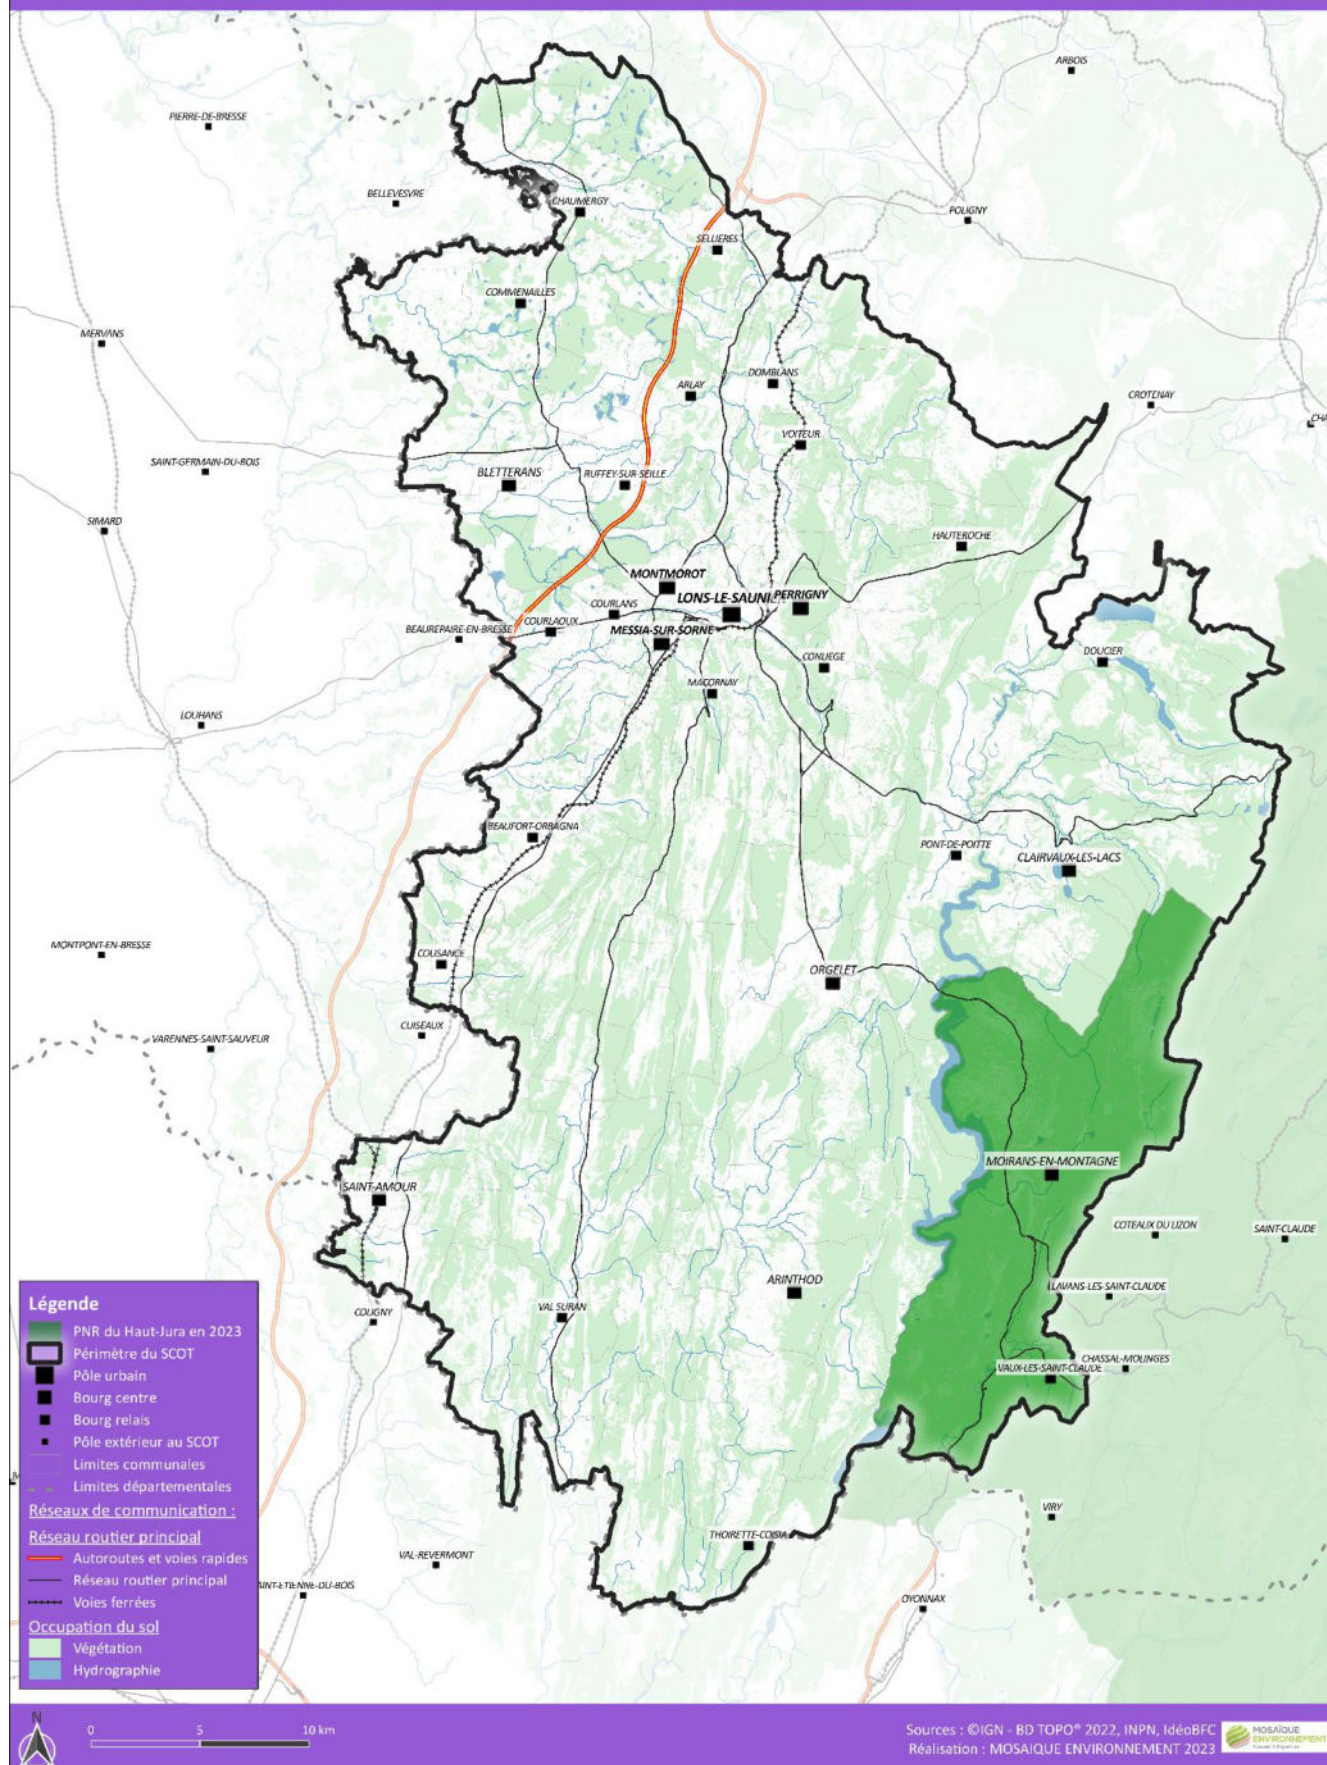 ARBOIS
PIERRE-DE-BRESSE
BELLEVESVRE
CHAUMERGY
POLIGNY
SELLIERES
COMMENAILLES
MERVANS
DOMBLANS
ARLAY
CROTENAY
CHA
VOITEUR
SAINT-GERMAIN-DU-BOIS
BLETTERANS
RUFFEY-SUR-SEILLE
SIMARD
HAUTEROCHE
MONTMOROT
LONS-LE-SAUNI
PERRIGNY
COURLANS
COURLAOUX
BEAUREPAIRE-EN-BRESSE
MESSIA-SUR-SORNE
CONLIEGE
DOUCIER
MACORNAY
LOUHANS
BEAUFORT-ORBAGNA
PONT-DE-POITTE
CLAIRVAUX-LES-LACS
MONTPONT-EN-BRESSE
COUSANCE
ORGELET
CUISEAUX
VARENNES-SAINT-SAUVEUR
MOIRANS-EN-MONTAGNE
SAINT-AMOUR
COTEAUX DU LIZON
SAINT-CLAUDE
ARINTHOD
LAVANS-LES-SAINT-CLAUDE
VAL SURAN
COLIGNY
CHASSAL-MOLINGES
VAUX-LES-SAINT-CLAUDE
VIRY
THOIRETTE-COISIA
VAL-REVERMONT
AINT-ETIENNE-DU-BOIS
OYONNAX
Légende
PNR du Haut-Jura en 2023
Périmètre du SCOT
Pôle urbain
Bourg centre
Bourg relais
Pôle extérieur au SCOT
Limites communales
Limites départementales
Réseaux de communication :
Réseau routier principal
Autoroutes et voies rapides
Réseau routier principal
Voies ferrées
Occupation du sol
Végétation
Hydrographie
N
0 5 10 km
Sources : ©IGN - BD TOPO® 2022, INPN, IdéoBFC
Réalisation : MOSAIQUE ENVIRONNEMENT 2023
MOSAÏQUE
ENVIRONNEMENT